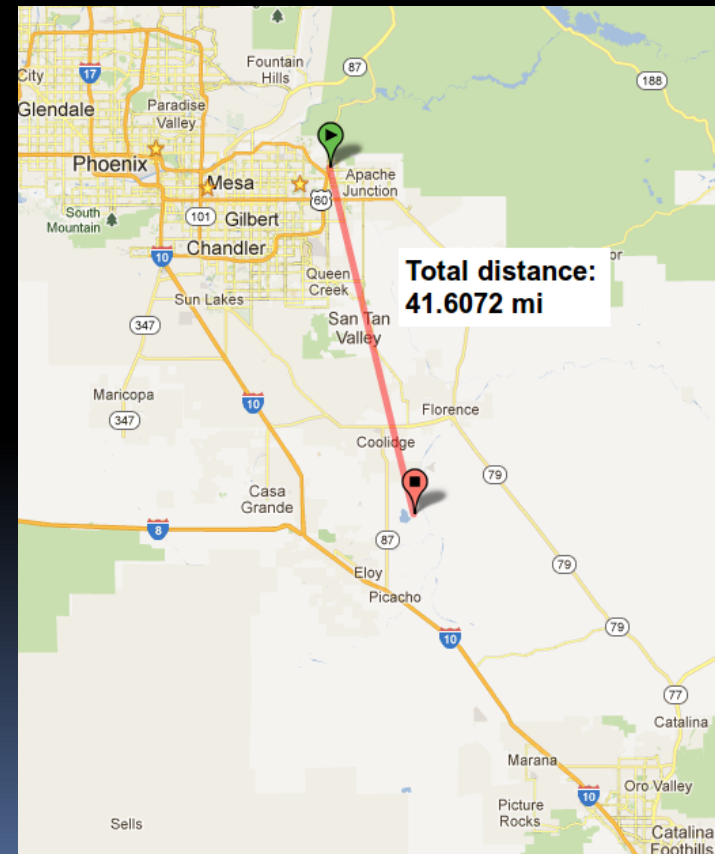 Fountain
Hills
87
188
17
City
Glendale
Paradise
Valley
Phoenix
Mesa
Apache
Junction
60
South
Mountain
101
Gilbert
Chandler
10
Queen
Creek
Total distance:
41.6072 mi
or
Sun Lakes
347
San Tan
Valley
Maricopa
347
10
Florence
Coolidge
79
Casa
Grande
8
87
Eloy
79
Picacho
10
79
77
Catalina
Marana
Oro Valley
10
Picture
Rocks
Sells
Catalina
Foothills